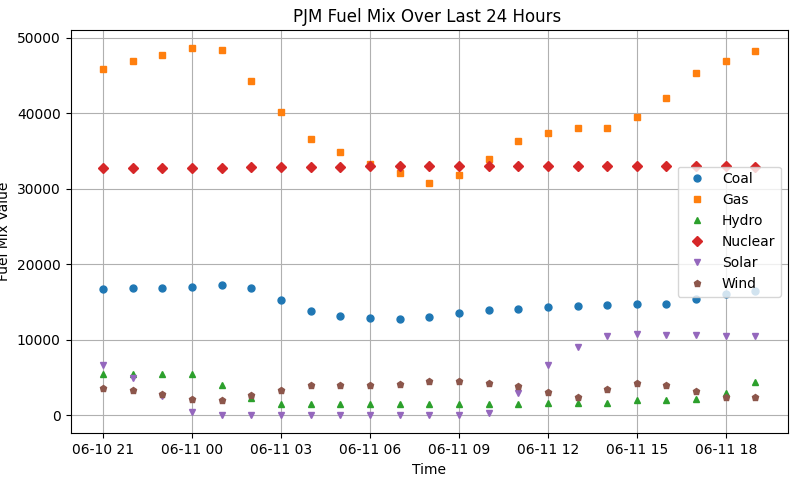 PJM Fuel Mix Over Last 24 Hours
50000
40000
30000
20000
10000
0
Fuel Mix Value
Coal
Gas
Hydro
Nuclear
Solar
Wind
06-10 21 06-11 00 06-11 03 06-11 06 06-11 09 06-11 12 06-11 15 06-11 18
Time